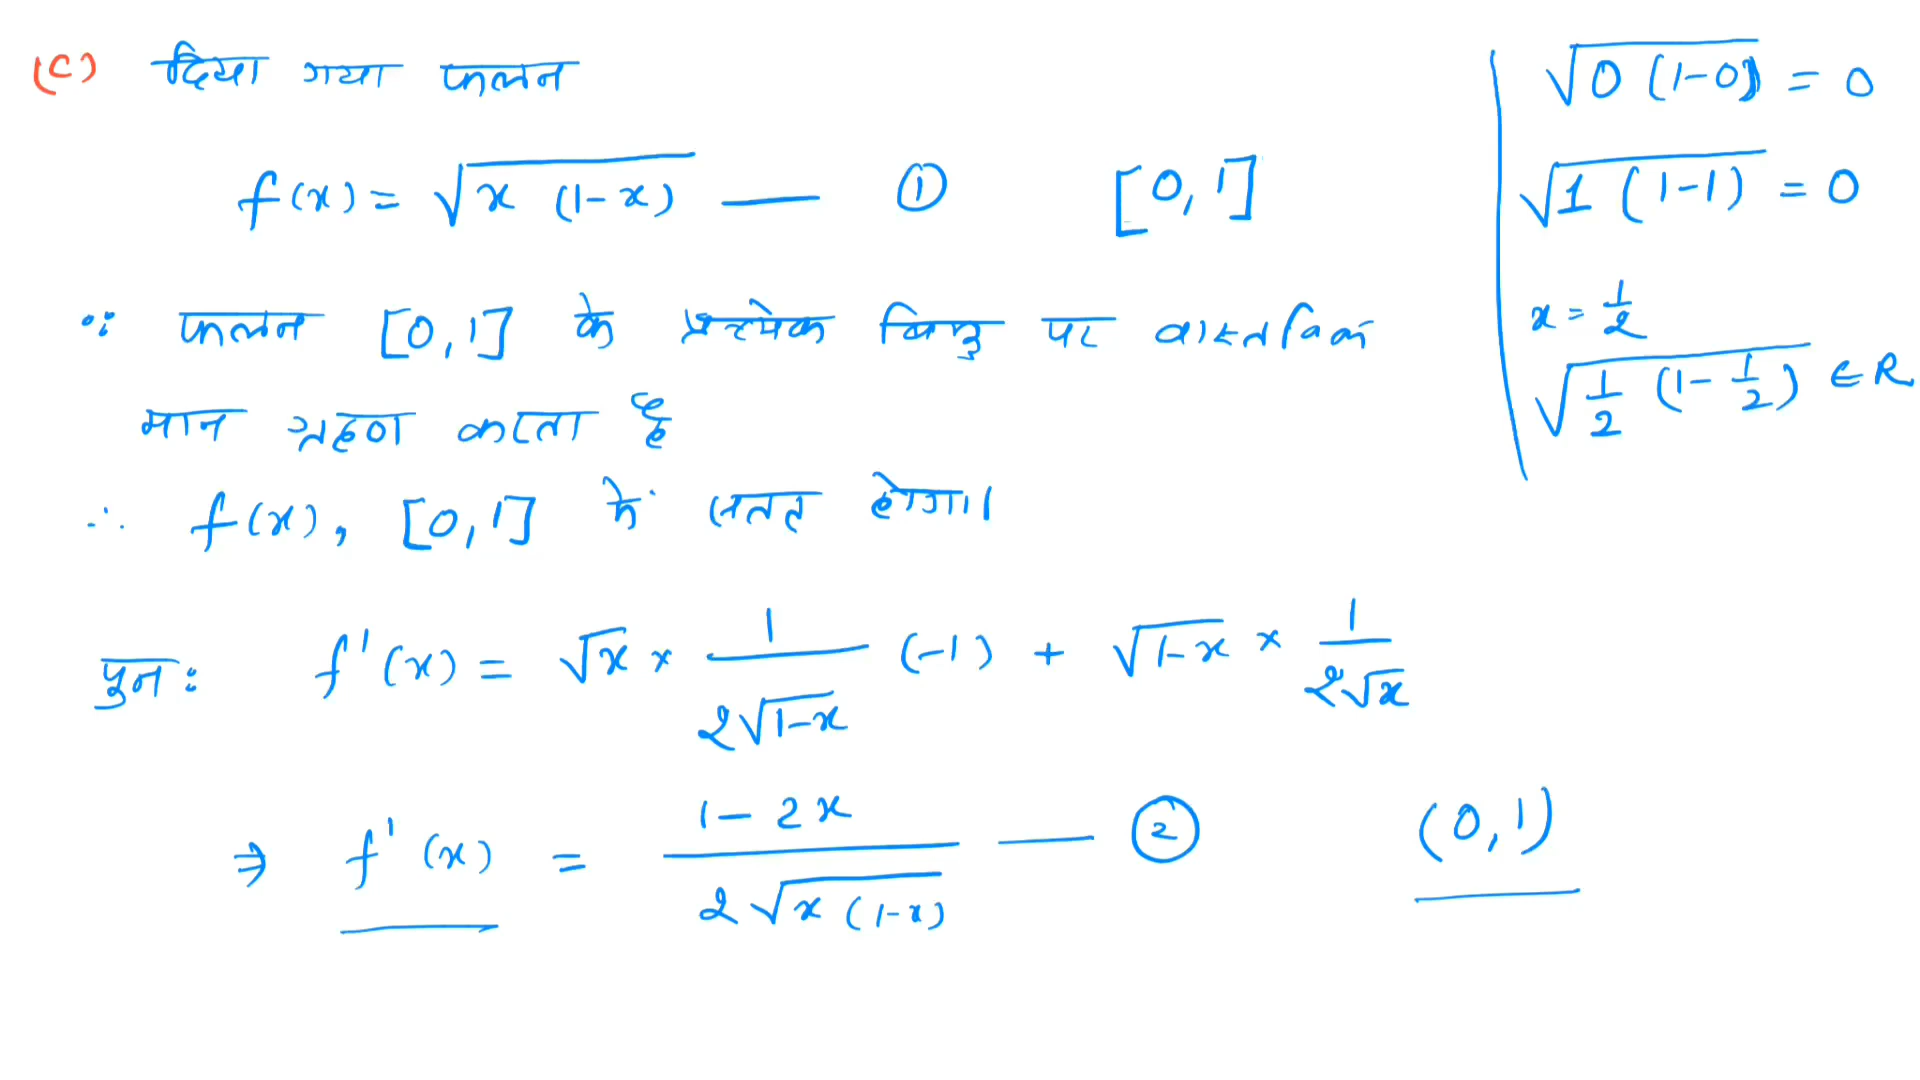 (c) दिया गया फलन
f(x) = √x (1-x) — ① [0,1]
∵ फलन [0,1] के प्रत्येक बिन्दु पर वास्तविक
मान ग्रहण करता है
∴ f(x), [0,1] में सतत होगा।
पुनः f'(x) = √x × 1/2√1-x (-1) + √1-x × 1/2√x
⇒ f'(x) = 1-2x/2√x(1-x) — ② (0,1)
√0 (1-0) = 0
√1 (1-1) = 0
x = 1/2
√1/2 (1-1/2) ∈ R